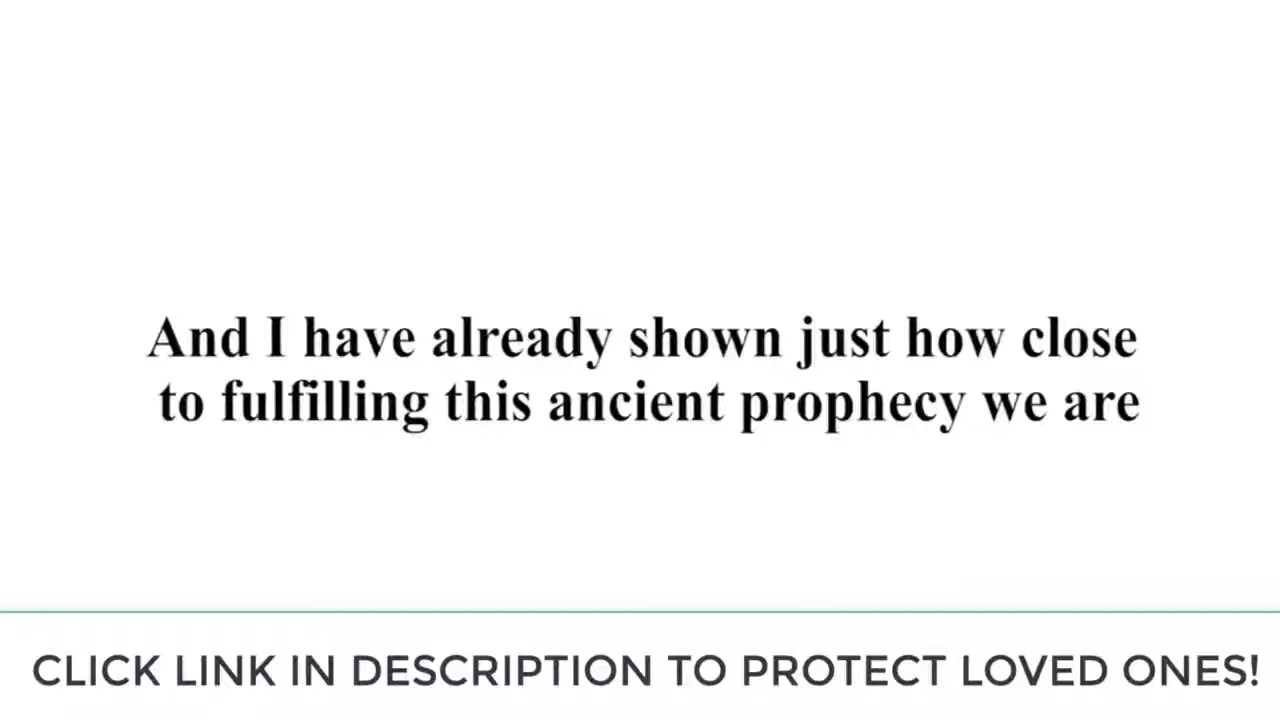 And I have already shown just how close
to fulfilling this ancient prophecy we are
CLICK LINK IN DESCRIPTION TO PROTECT LOVED ONES!